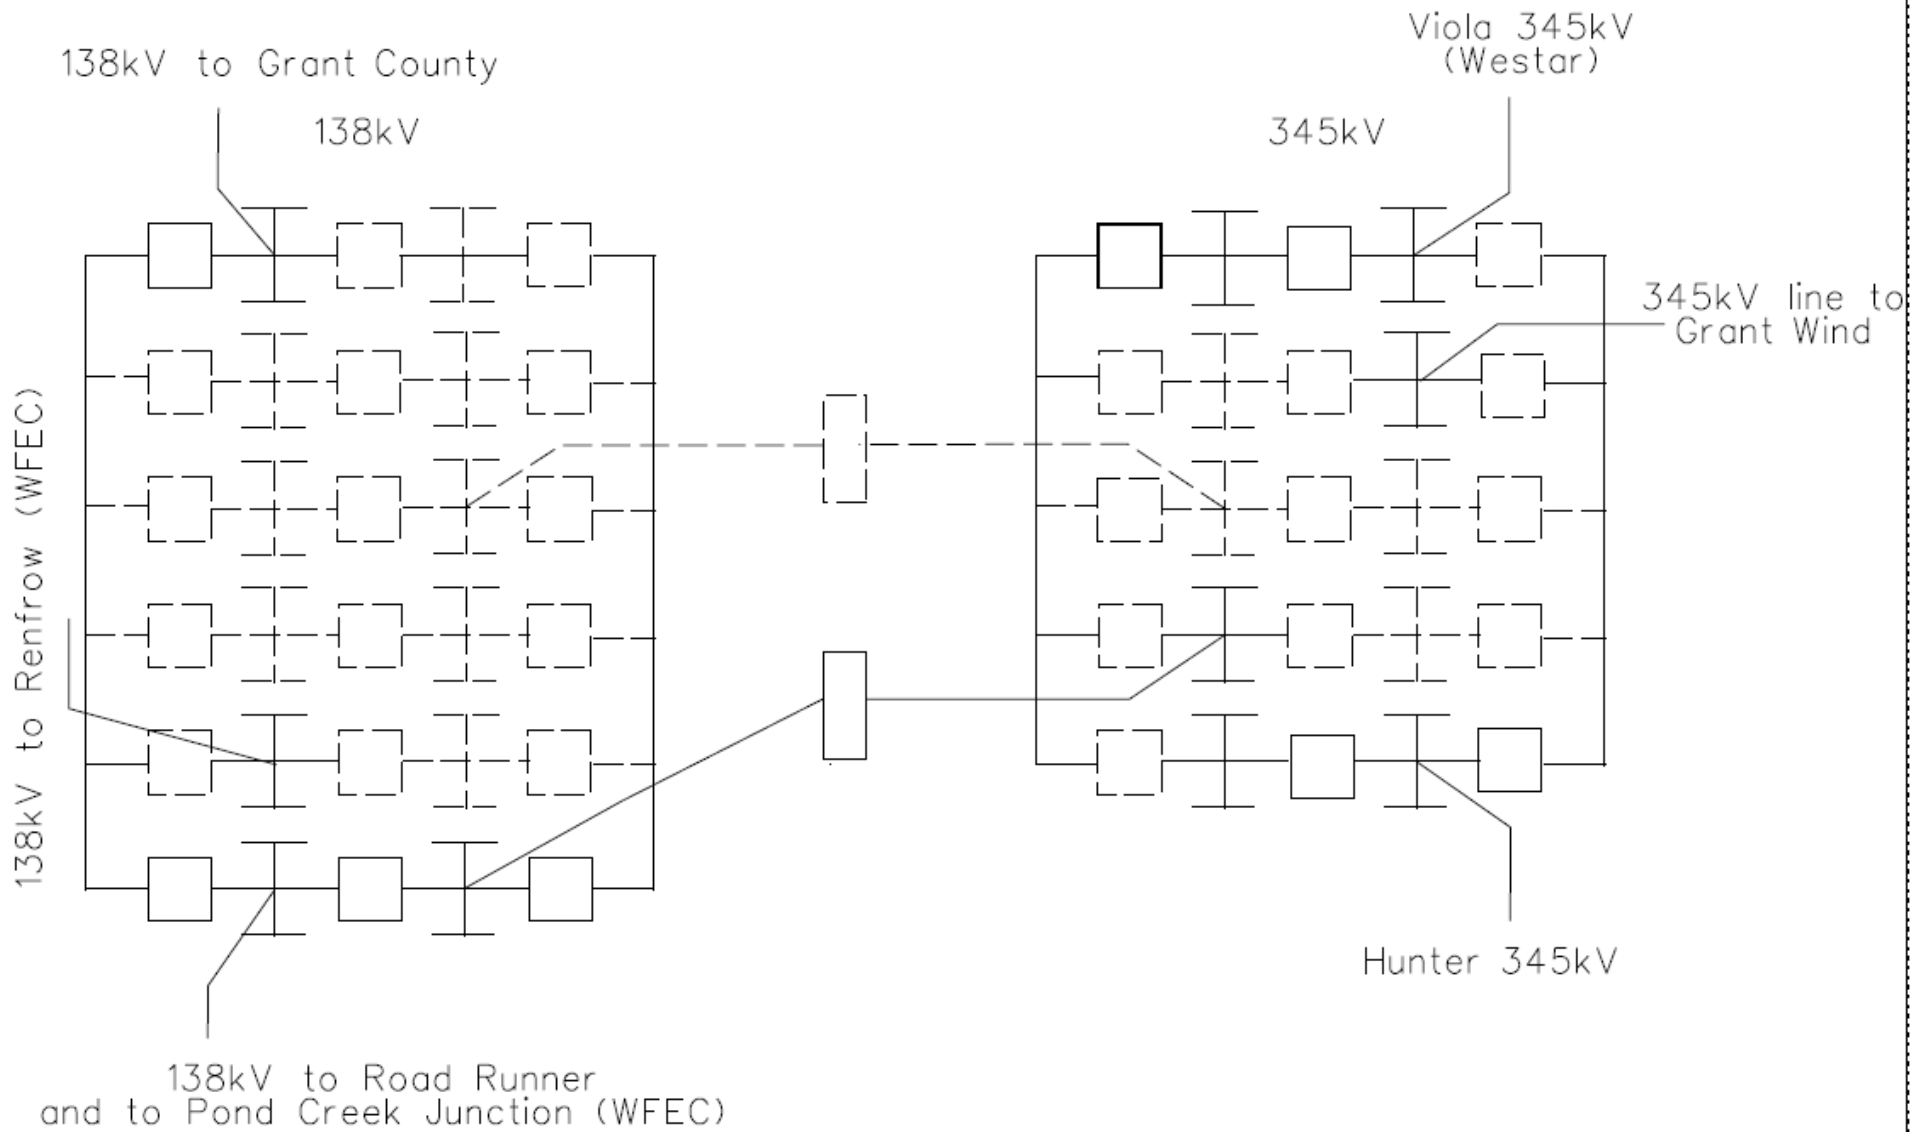 Viola 345kV
(Westar)
138kV to Grant County
138kV
345kV
345kV line to
Grant Wind
138kV to Renfrow (WFEC)
Hunter 345kV
138kV to Road Runner
and to Pond Creek Junction (WFEC)